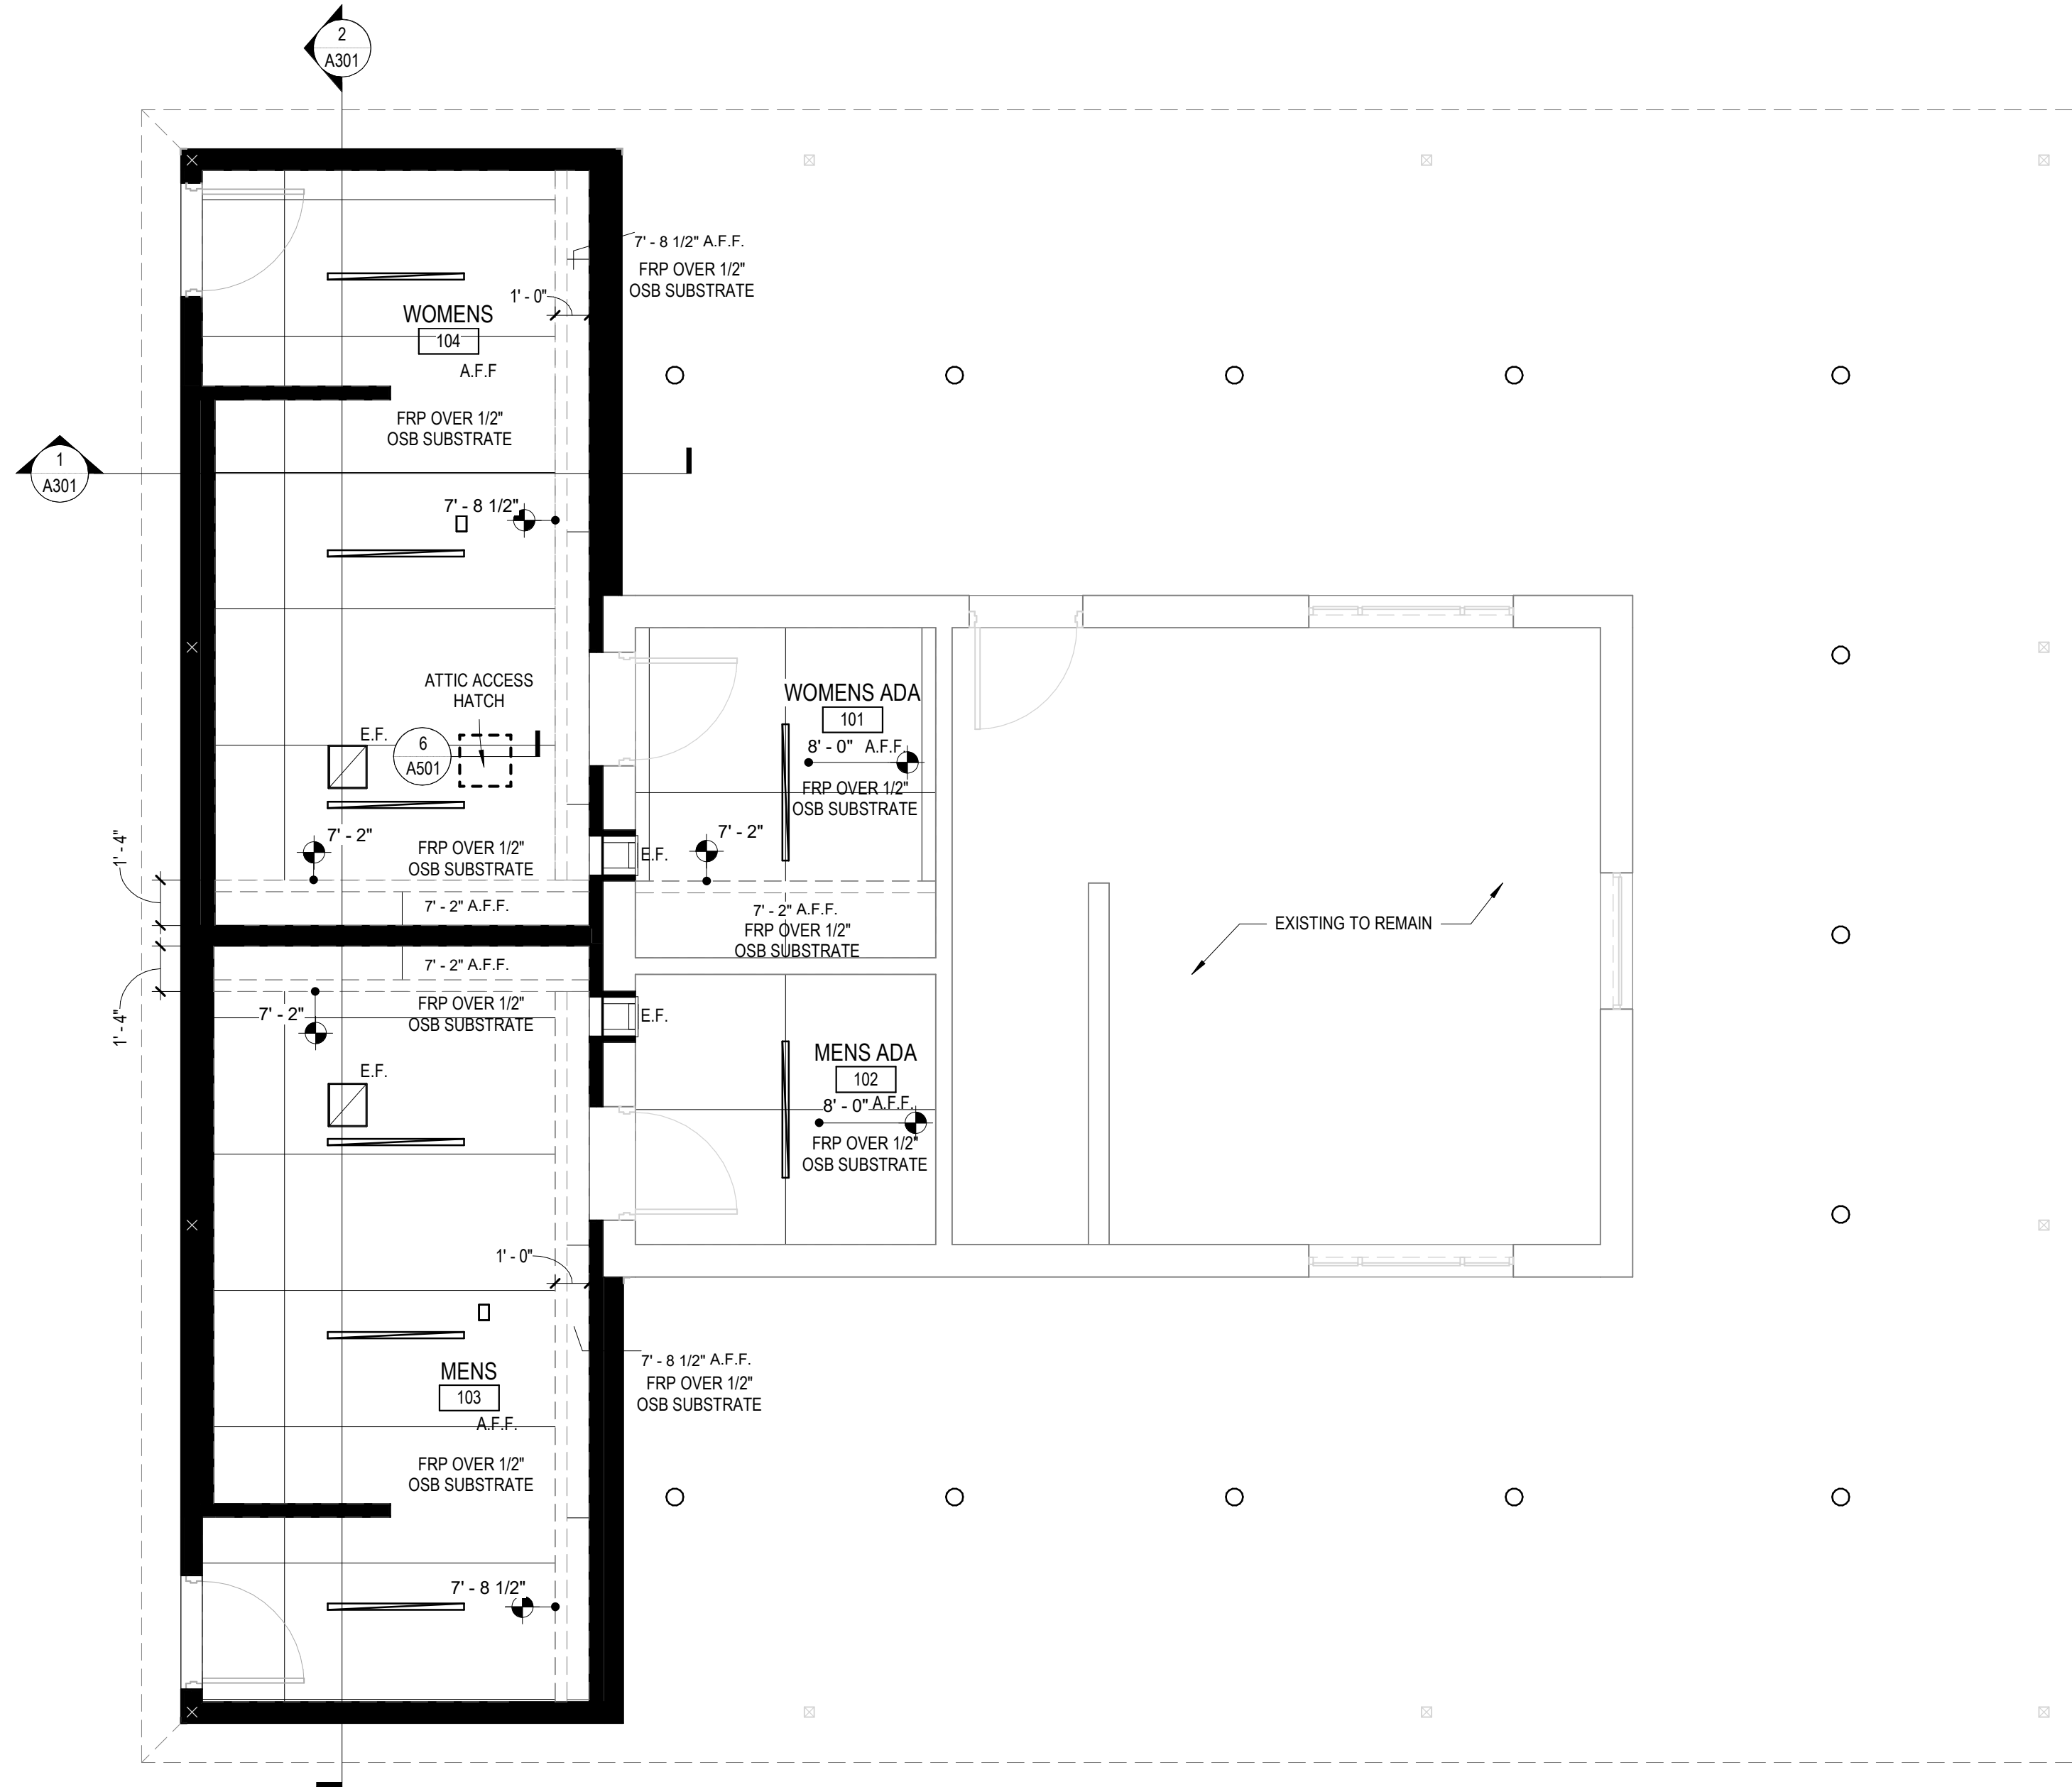 2
A301
7' - 8 1/2" A.F.F.
FRP OVER 1/2"
OSB SUBSTRATE
1' - 0"
WOMENS
104
A.F.F
FRP OVER 1/2"
OSB SUBSTRATE
1
A301
7' - 8 1/2"
ATTIC ACCESS
HATCH
E.F.
6
A501
WOMENS ADA
101
8' - 0" A.F.F.
FRP OVER 1/2"
OSB SUBSTRATE
1' - 4"
7' - 2"
FRP OVER 1/2"
OSB SUBSTRATE
E.F.
7' - 2"
7' - 2" A.F.F.
7' - 2" A.F.F.
FRP OVER 1/2"
OSB SUBSTRATE
EXISTING TO REMAIN
7' - 2" A.F.F.
1' - 4"
7' - 2"
FRP OVER 1/2"
OSB SUBSTRATE
E.F.
E.F.
MENS ADA
102
8' - 0" A.F.F.
FRP OVER 1/2"
OSB SUBSTRATE
1' - 0"
7' - 8 1/2" A.F.F.
FRP OVER 1/2"
OSB SUBSTRATE
MENS
103
A.F.F.
FRP OVER 1/2"
OSB SUBSTRATE
7' - 8 1/2"